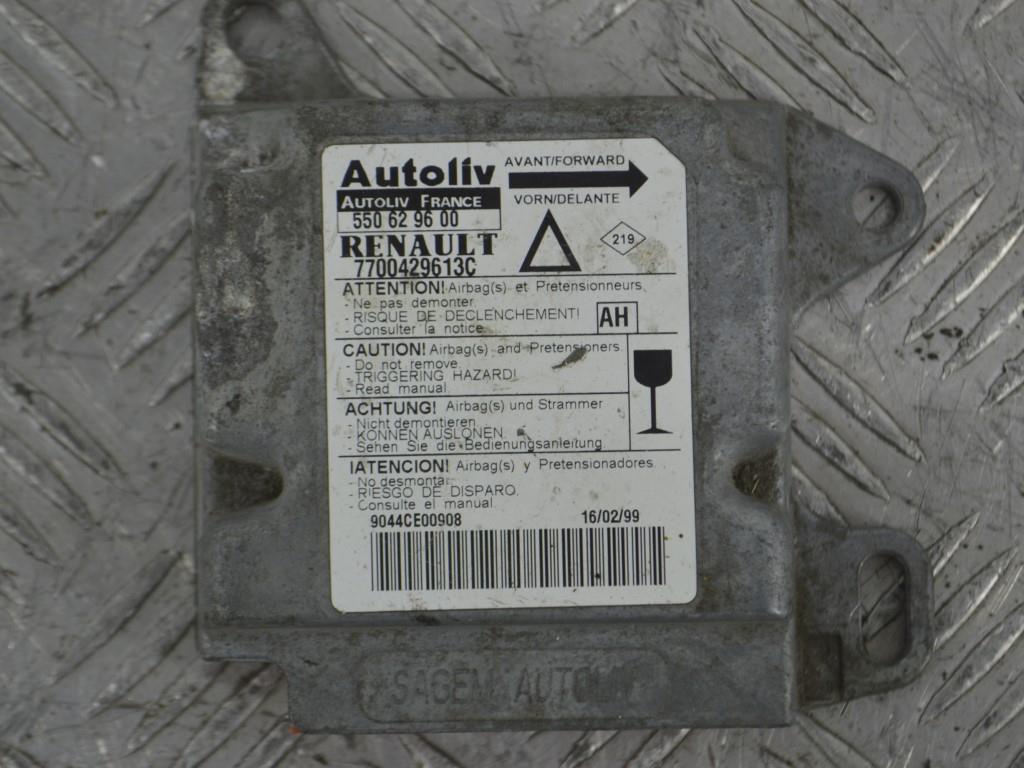 Autoliv
AVANT/FORWARD
AUTOLIV FRANCE
VORN/DELANTE
550 62 96 00
RENAULT
219
7700429613C
ATTENTION! Airbag(s) et Pretensionneurs
- Ne pas demonter
- RISQUE DE DECLENCHEMENT!
- Consulter la notice
AH
CAUTION! Airbag(s) and Pretensioners.
- Do not remove
- TRIGGERING HAZARD!
- Read manual.
ACHTUNG! Airbag(s) und Strammer
- Nicht demontieren
- KONNEN AUSLONEN
- Sehen Sie die Bedienungsanleitung
!ATENCION! Airbag(s) y Pretensionadores.
- No desmontar
- RIESGO DE DISPARO.
- Consulte el manual
9044CE00908 16/02/99
SAGEM AUTOLIV